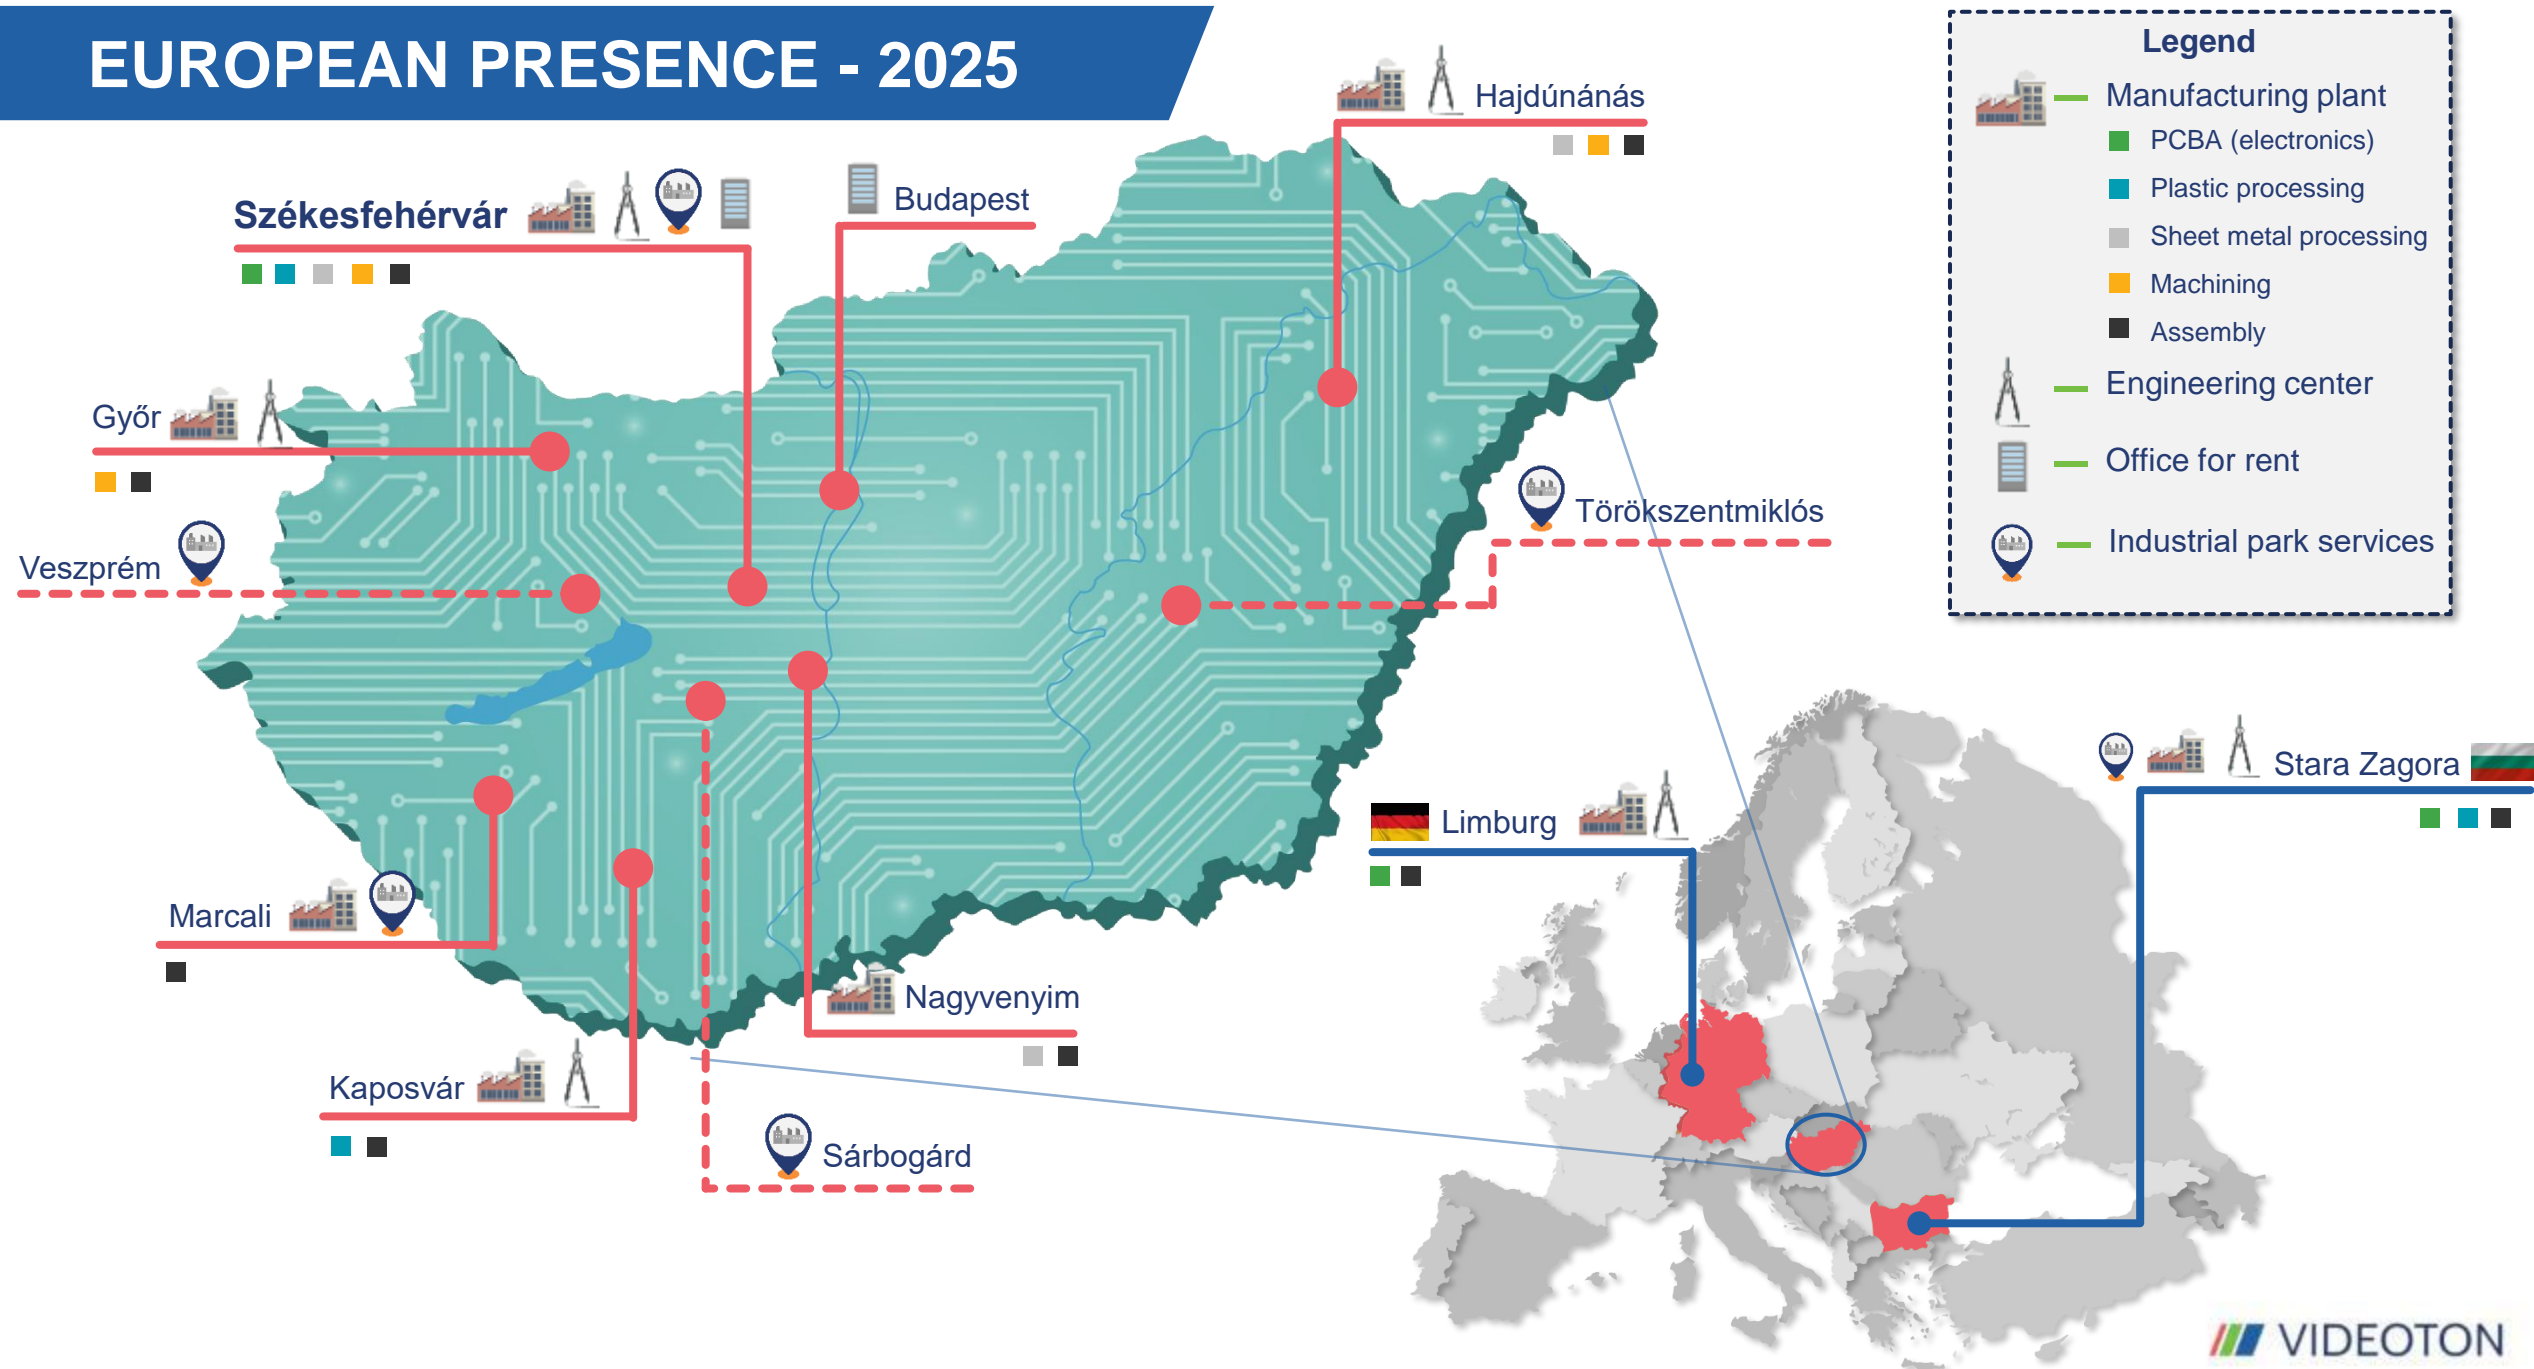 EUROPEAN PRESENCE - 2025
Hajdúnánás
Székesfehérvár
Budapest
Győr
Veszprém
Törökszentmiklós
Marcali
Nagyvenyim
Kaposvár
Sárbogárd
Limburg
Stara Zagora
Legend
Manufacturing plant
PCBA (electronics)
Plastic processing
Sheet metal processing
Machining
Assembly
Engineering center
Office for rent
Industrial park services
VIDEOTON